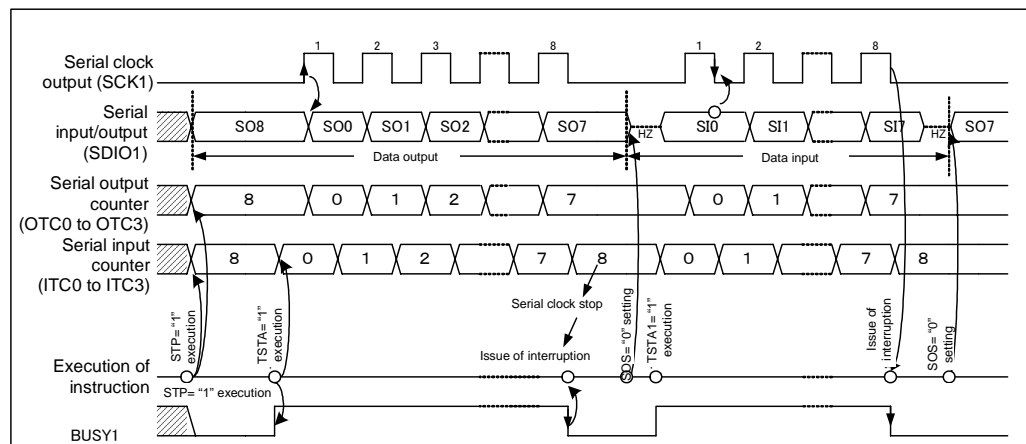 Serial clock
output (SCK1)
1 2 3 8 1 2 8
Serial
input/output
(SDIO1)
SO8 SO0 SO1 SO2 SO7 HZ SI0 SI1 SI7 HZ SO7
Data output
Data input
Serial output
counter
(OTC0 to OTC3)
8 0 1 2 7 0 1 7
Serial input
counter
(ITC0 to ITC3)
8 0 1 2 7 8 0 1 7 8
STP= “1”
execution
TSTA= “1”
execution
Serial clock stop
Issue of interruption
SOS= “0” setting
TSTA1= “1”
execution
Issue of
interruption
SOS= “0”
setting
Execution of
instruction
STP= “1” execution
BUSY1